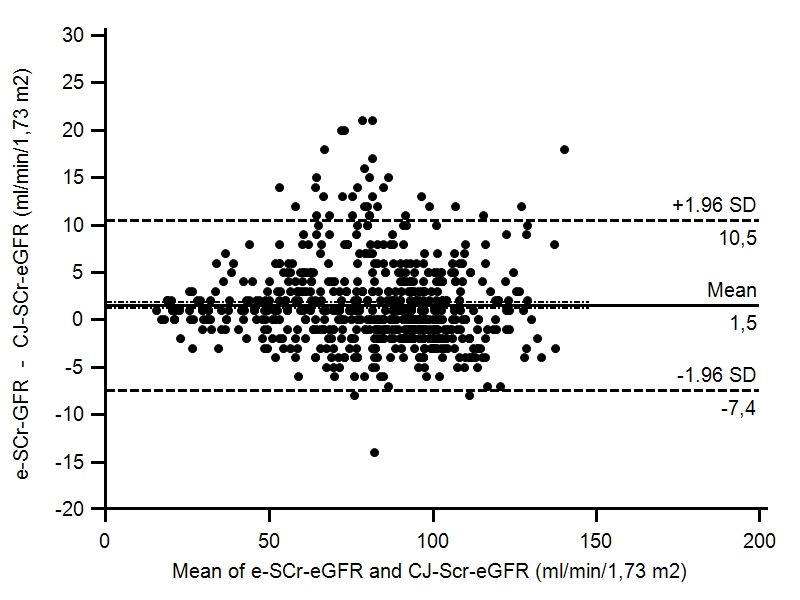 e-SCr-GFR - CJ-SCr-eGFR (ml/min/1,73 m2)
30
25
20
15
10
5
0
-5
-10
-15
-20
+1.96 SD
10,5
Mean
1,5
-1.96 SD
-7,4
0 50 100 150 200
Mean of e-SCr-eGFR and CJ-Scr-eGFR (ml/min/1,73 m2)